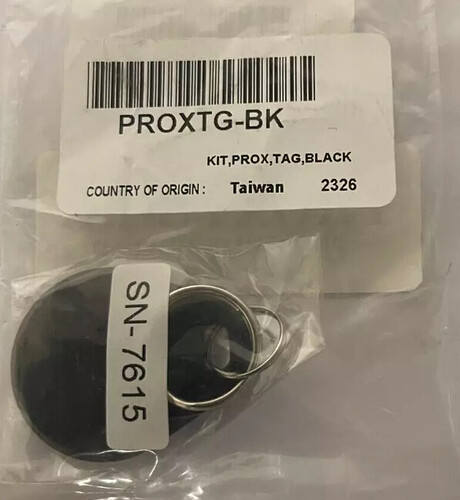 PROXTG-BK
KIT,PROX,TAG,BLACK
COUNTRY OF ORIGIN : Taiwan 2326
SN- 7615